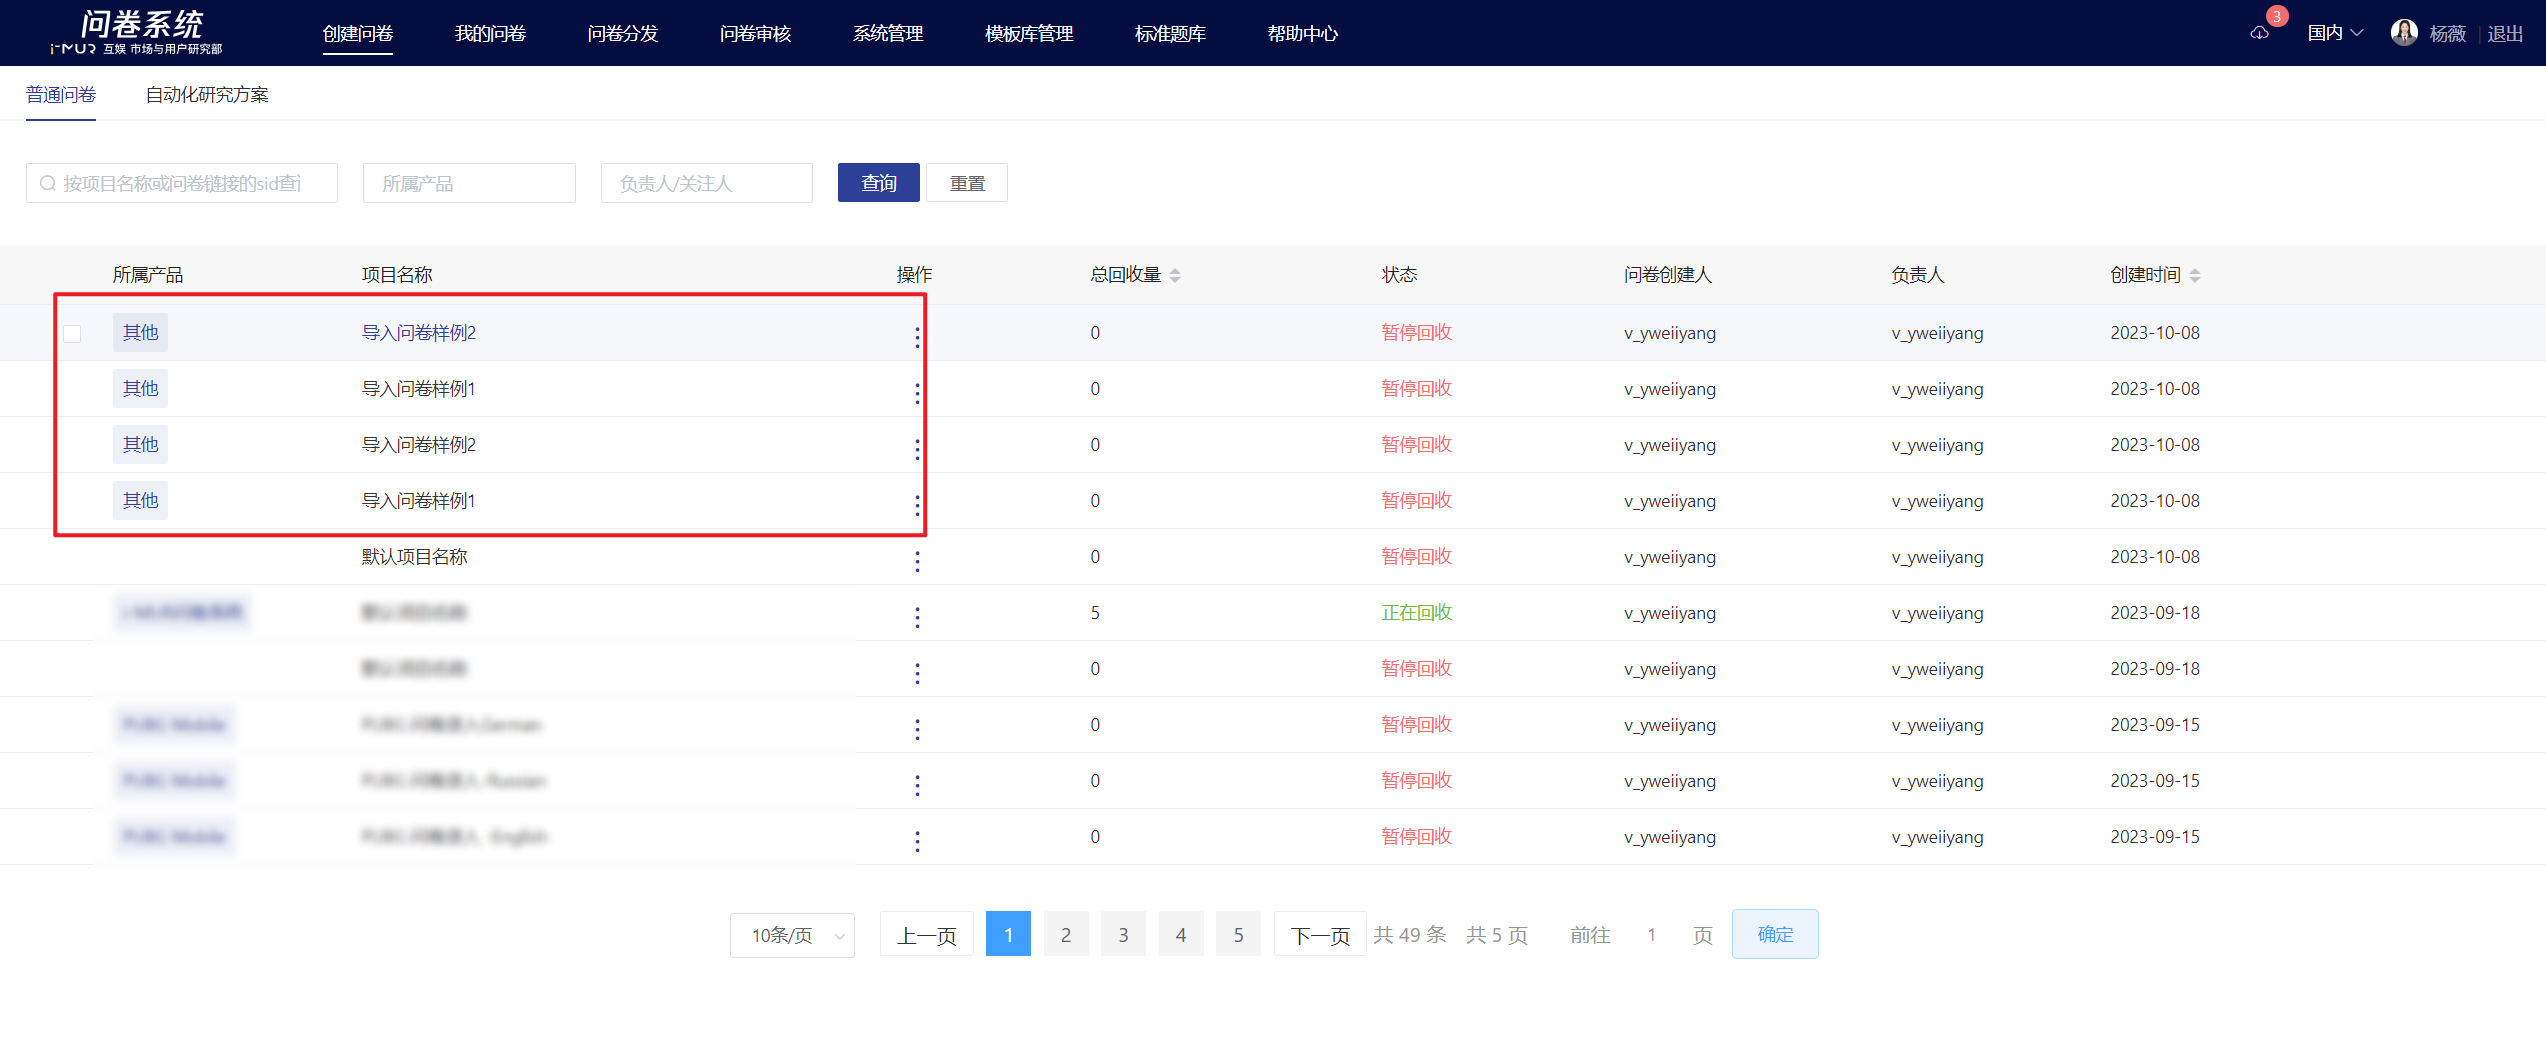 问卷系统
i-MUR 互娱 市场与用户研究部
创建问卷 我的问卷 问卷分发 问卷审核 系统管理 模板库管理 标准题库 帮助中心
3
国内 杨薇 退出
普通问卷 自动化研究方案
按项目名称或问卷链接的sid查询 所属产品 负责人/关注人 查询 重置
所属产品 项目名称 操作 总回收量 状态 问卷创建人 负责人 创建时间
其他 导入问卷样例2 0 暂停回收 v_yweiiyang v_yweiiyang 2023-10-08
其他 导入问卷样例1 0 暂停回收 v_yweiiyang v_yweiiyang 2023-10-08
其他 导入问卷样例2 0 暂停回收 v_yweiiyang v_yweiiyang 2023-10-08
其他 导入问卷样例1 0 暂停回收 v_yweiiyang v_yweiiyang 2023-10-08
默认项目名称 0 暂停回收 v_yweiiyang v_yweiiyang 2023-10-08
5 正在回收 v_yweiiyang v_yweiiyang 2023-09-18
0 暂停回收 v_yweiiyang v_yweiiyang 2023-09-18
0 暂停回收 v_yweiiyang v_yweiiyang 2023-09-15
0 暂停回收 v_yweiiyang v_yweiiyang 2023-09-15
0 暂停回收 v_yweiiyang v_yweiiyang 2023-09-15
10条/页 上一页 1 2 3 4 5 下一页 共 49 条 共 5 页 前往 1 页 确定